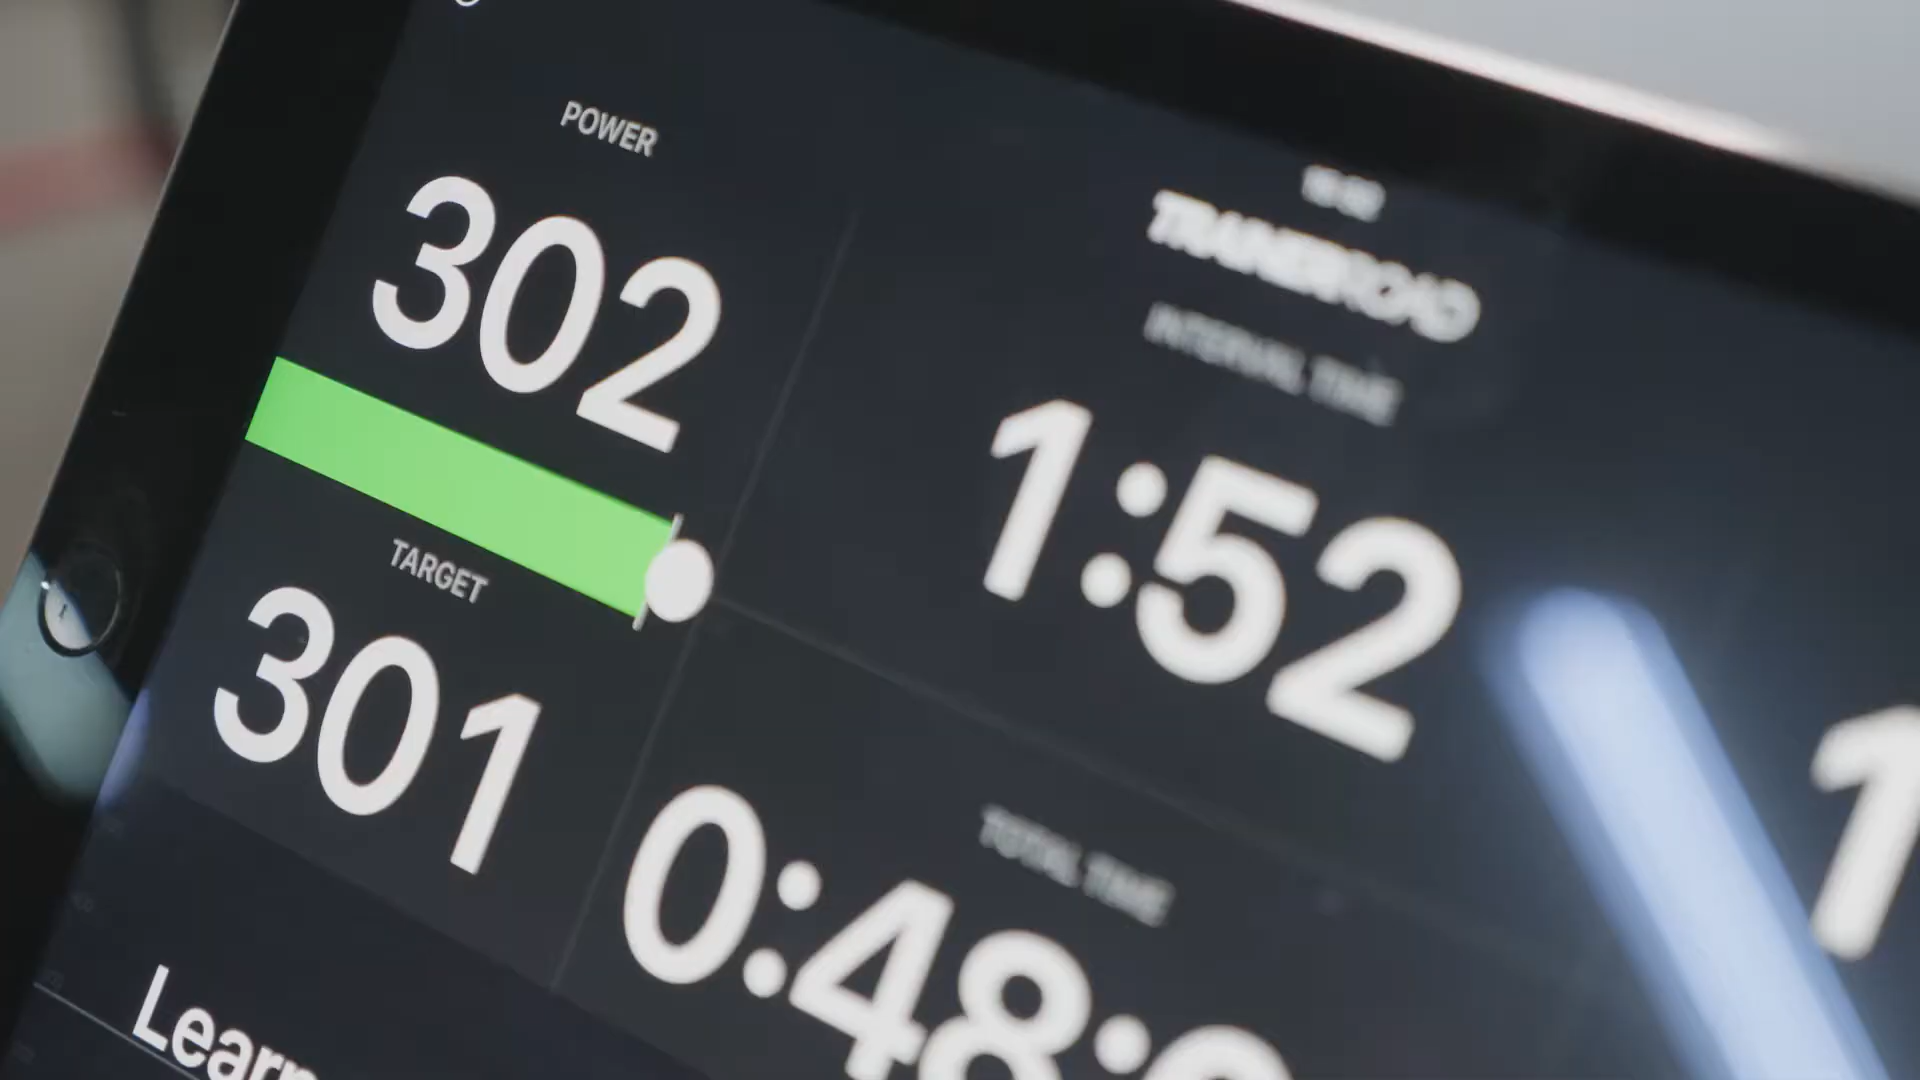 POWER
302
TRAINERROAD
INTERVAL TIME
1:52
TARGET
301
TOTAL TIME
0:48:
Learn